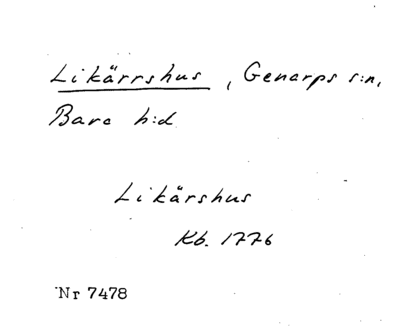 Likärrshus, Genarps s:n,
Bara h:d
Likärshus
Kb. 1776
Nr 7478